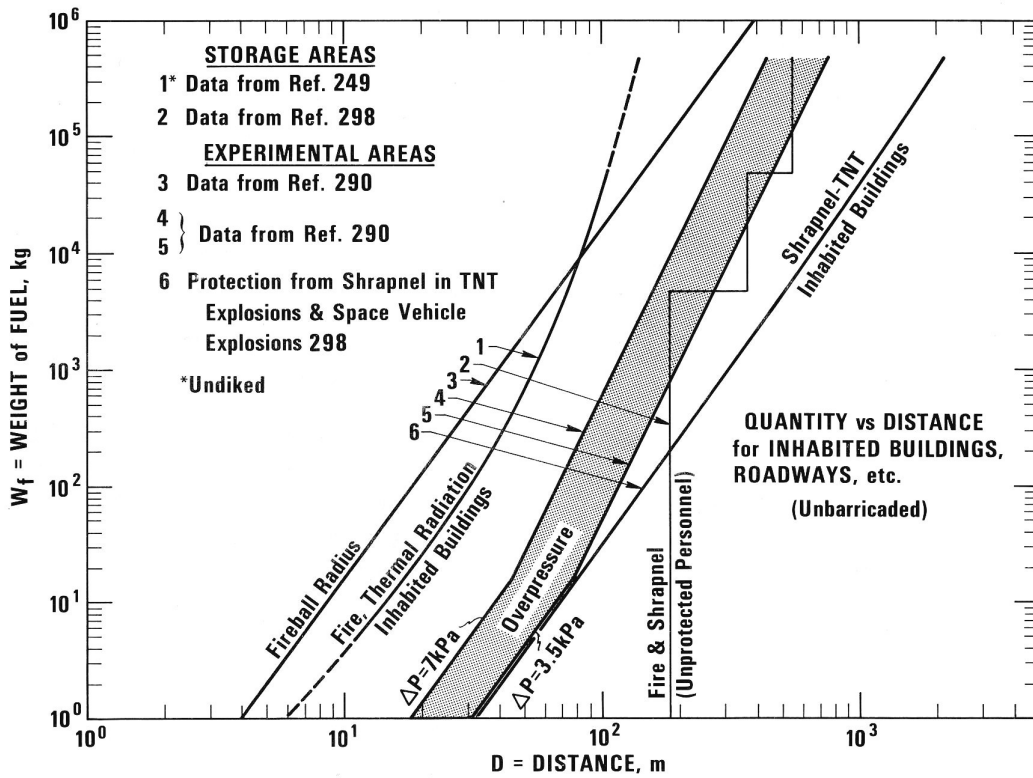 10⁶
STORAGE AREAS
1* Data from Ref. 249
2 Data from Ref. 298
EXPERIMENTAL AREAS
3 Data from Ref. 290
4
5 } Data from Ref. 290
6 Protection from Shrapnel in TNT
Explosions & Space Vehicle
Explosions 298
*Undiked
10⁵
10⁴
10³
10²
10¹
10⁰
W_f = WEIGHT of FUEL, kg
1
2
3
4
5
6
Fireball Radius
Fire, Thermal Radiation
Inhabited Buildings
ΔP=7kPa
Overpressure
ΔP=3.5kPa
Fire & Shrapnel
(Unprotected Personnel)
Shrapnel-TNT
Inhabited Buildings
QUANTITY vs DISTANCE
for INHABITED BUILDINGS,
ROADWAYS, etc.
(Unbarricaded)
10⁰ 10¹ 10² 10³
D = DISTANCE, m